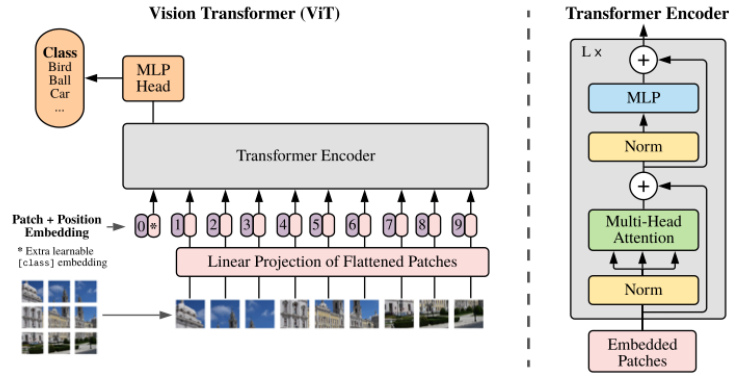 Vision Transformer (ViT)
Class
Bird
Ball
Car
...
MLP
Head
Transformer Encoder
Patch + Position
Embedding
* Extra learnable
[class] embedding
0 * 1 2 3 4 5 6 7 8 9
Linear Projection of Flattened Patches
Transformer Encoder
L ×
+
MLP
Norm
+
Multi-Head
Attention
Norm
Embedded
Patches